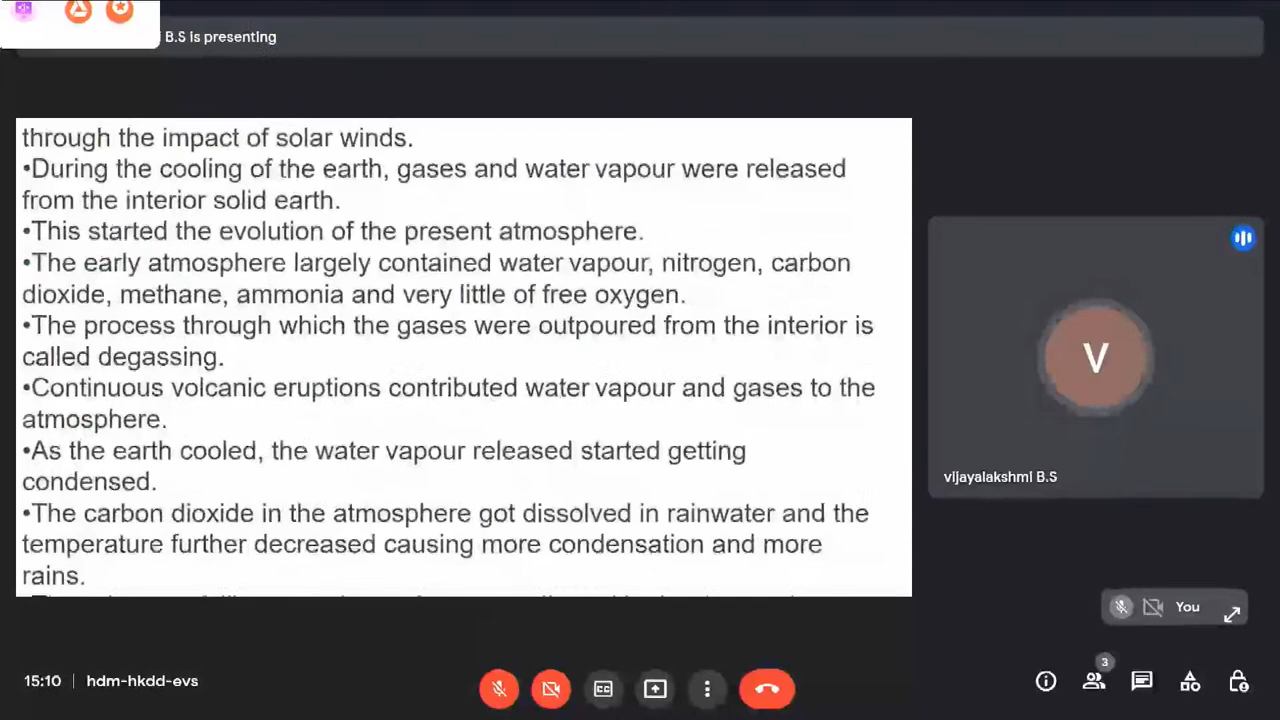 B.S is presenting
through the impact of solar winds.
•During the cooling of the earth, gases and water vapour were released
from the interior solid earth.
•This started the evolution of the present atmosphere.
•The early atmosphere largely contained water vapour, nitrogen, carbon
dioxide, methane, ammonia and very little of free oxygen.
•The process through which the gases were outpoured from the interior is
called degassing.
•Continuous volcanic eruptions contributed water vapour and gases to the
atmosphere.
•As the earth cooled, the water vapour released started getting
condensed.
•The carbon dioxide in the atmosphere got dissolved in rainwater and the
temperature further decreased causing more condensation and more
rains.
V
vijayalakshmi B.S
You
15:10 | hdm-hkdd-evs
3